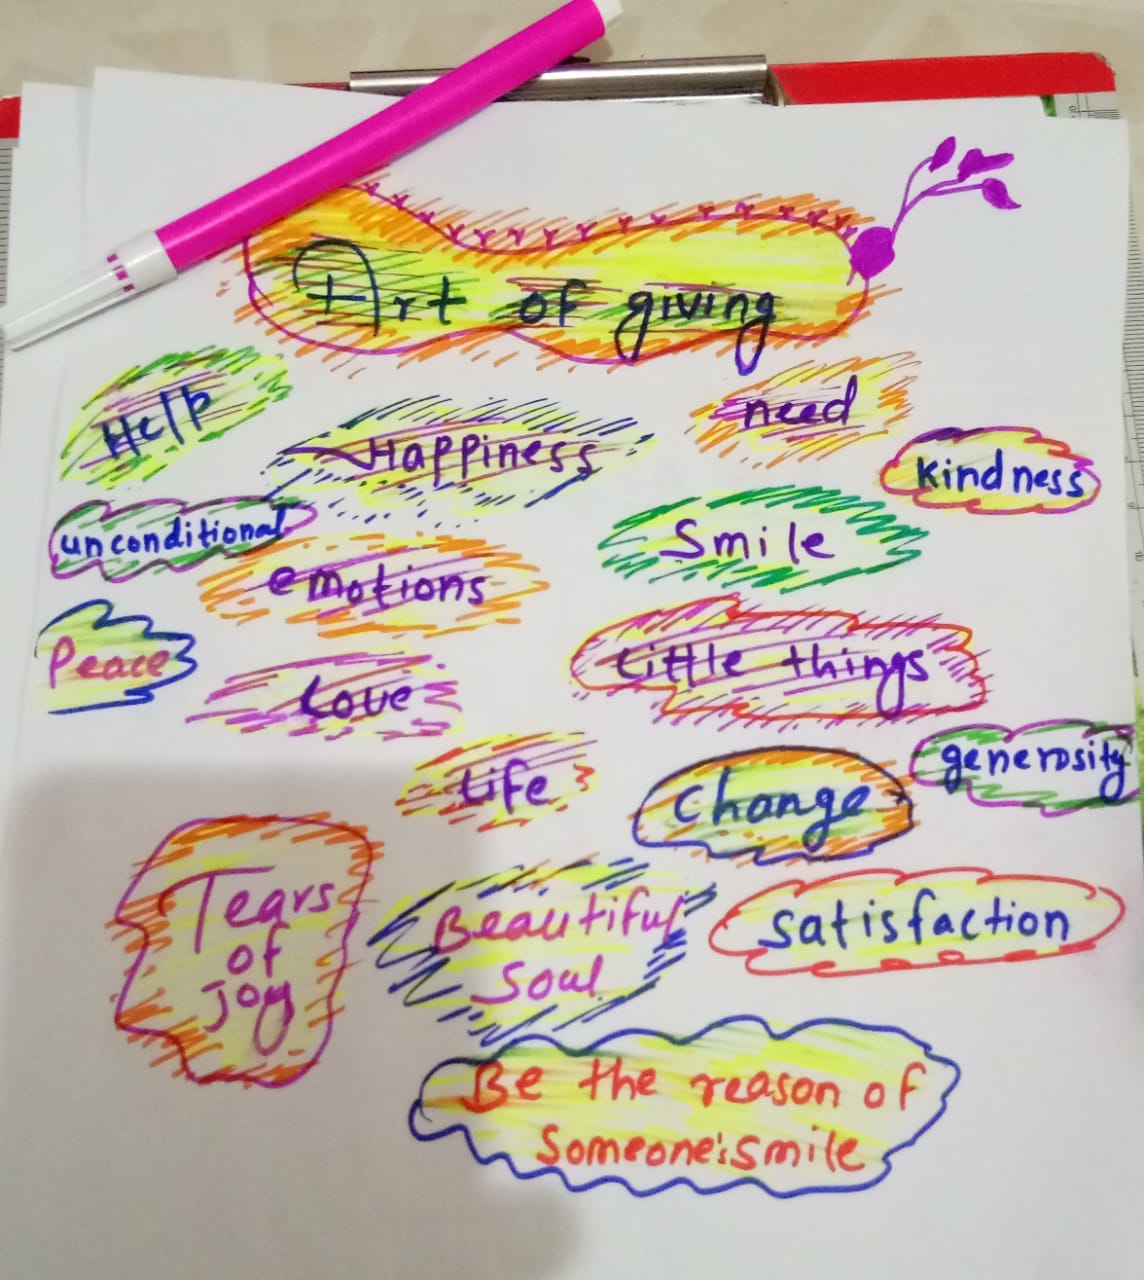 Art of giving
Help
Happiness
need
kindness
unconditional
emotions
Smile
Peace
Love
Little things
Life
Change
generosity
Tears
of
joy
Beautiful
Soul
satisfaction
Be the reason of
Someone's smile